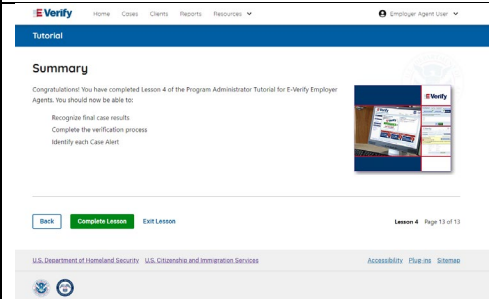 E-Verify Home Cases Clients Reports Resources Employer Agent User
Tutorial
Summary
Congratulations! You have completed Lesson 4 of the Program Administrator Tutorial for E-Verify Employer
Agents. You should now be able to:
Recognize final case results
Complete the verification process
Identify each Case Alert
E-Verify
Back Complete Lesson Exit Lesson Lesson 4 Page 13 of 13
U.S. Department of Homeland Security U.S. Citizenship and Immigration Services Accessibility Plug-ins Sitemap